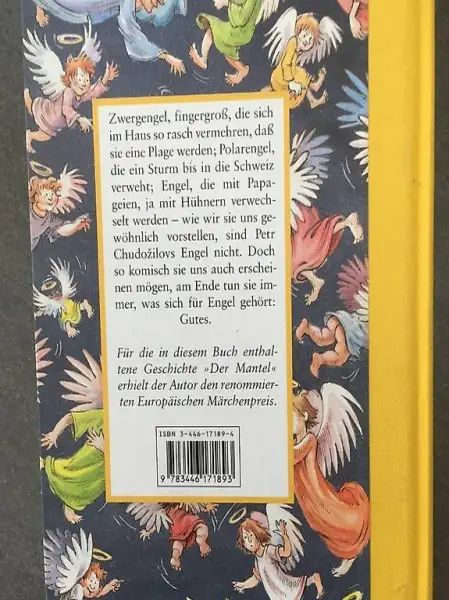 Zwergengel, fingergroß, die sich
im Haus so rasch vermehren, daß
sie eine Plage werden; Polarengel,
die ein Sturm bis in die Schweiz
verweht; Engel, die mit Papa-
geien, ja mit Hühnern verwech-
selt werden – wie wir sie uns ge-
wöhnlich vorstellen, sind Petr
Chudožilovs Engel nicht. Doch
so komisch sie uns auch erschei-
nen mögen, am Ende tun sie im-
mer, was sich für Engel gehört:
Gutes.
Für die in diesem Buch enthal-
tene Geschichte »Der Mantel«
erhielt der Autor den renommier-
ten Europäischen Märchenpreis.
ISBN 3-446-17189-4
9 783446 171893